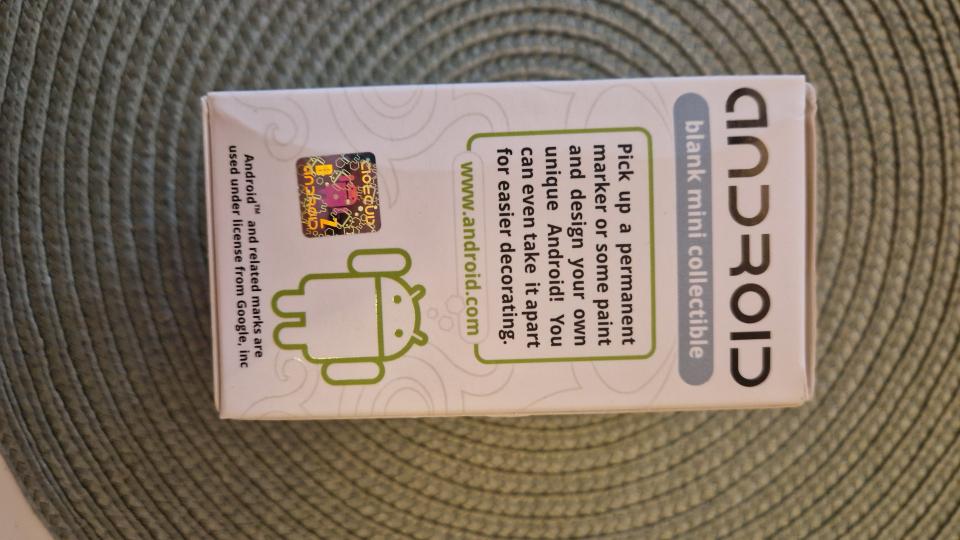 ANDROID
blank mini collectible
Pick up a permanent
marker or some paint
and design your own
unique Android! You
can even take it apart
for easier decorating.
www.android.com
ANDROID
Android™ and related marks are
used under license from Google, inc